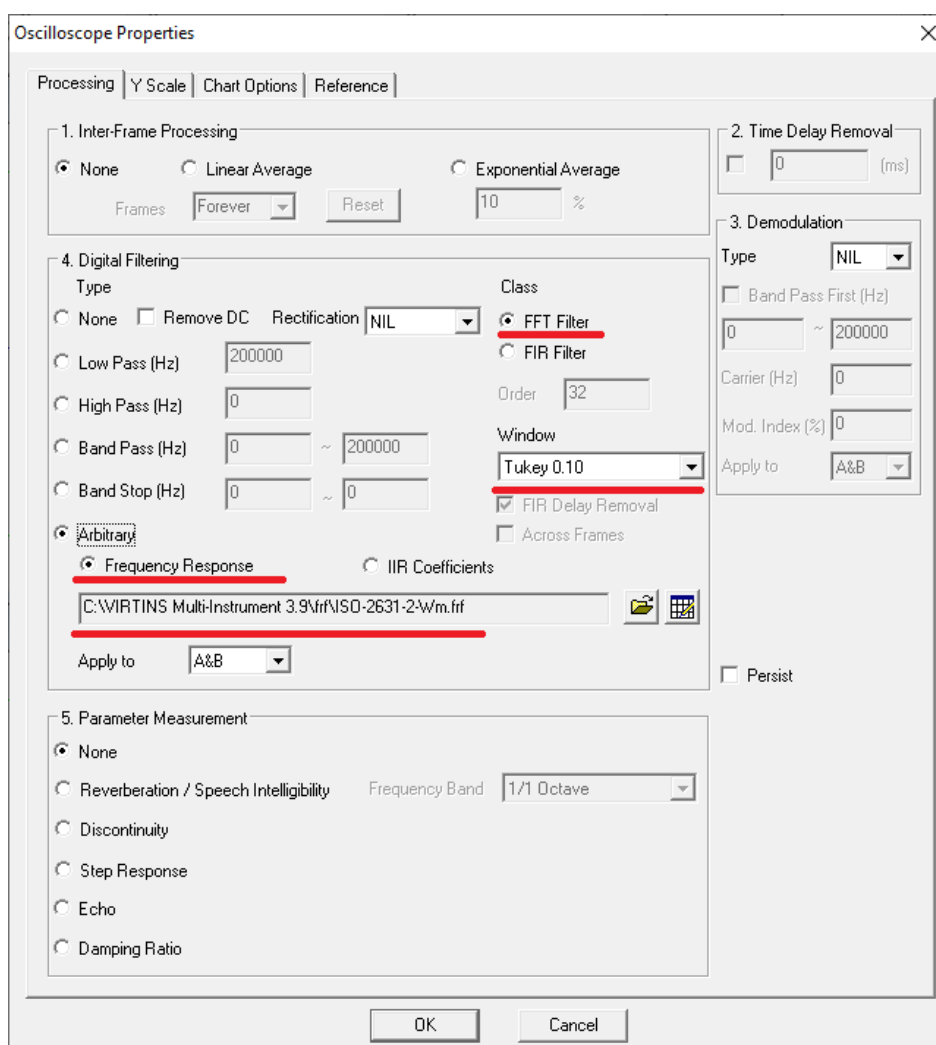 Oscilloscope Properties
Processing Y Scale Chart Options Reference
1. Inter-Frame Processing
None Linear Average Exponential Average
Frames Forever Reset 10 %
2. Time Delay Removal
0 (ms)
3. Demodulation
Type NIL
Band Pass First (Hz)
0 ~ 200000
Carrier (Hz) 0
Mod. Index (%) 0
Apply to A&B
4. Digital Filtering
Type Class
None Remove DC Rectification NIL FFT Filter
Low Pass (Hz) 200000 FIR Filter
High Pass (Hz) 0 Order 32
Band Pass (Hz) 0 ~ 200000 Window
Tukey 0.10
Band Stop (Hz) 0 ~ 0 FIR Delay Removal
Arbitrary Across Frames
Frequency Response IIR Coefficients
C:\VIRTINS Multi-Instrument 3.9\frf\ISO-2631-2-Wm.frf
Apply to A&B
Persist
5. Parameter Measurement
None
Reverberation / Speech Intelligibility Frequency Band 1/1 Octave
Discontinuity
Step Response
Echo
Damping Ratio
OK Cancel